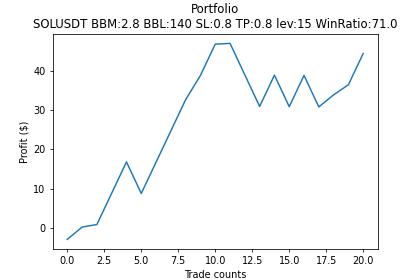 Portfolio
SOLUSDT BBM:2.8 BBL:140 SL:0.8 TP:0.8 lev:15 WinRatio:71.0
Profit ($)
40
30
20
10
0
0.0 2.5 5.0 7.5 10.0 12.5 15.0 17.5 20.0
Trade counts